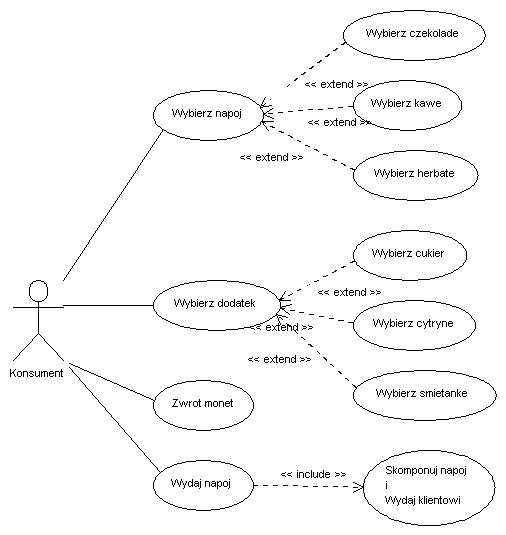 Wybierz czekolade
<< extend >>
Wybierz napoj
Wybierz kawe
<< extend >>
<< extend >>
Wybierz herbate
Wybierz cukier
<< extend >>
Wybierz dodatek
Wybierz cytryne
<< extend >>
<< extend >>
Konsument
Wybierz smietanke
Zwrot monet
Wydaj napoj
<< include >>
Skomponuj napoj
i
Wydaj klientowi